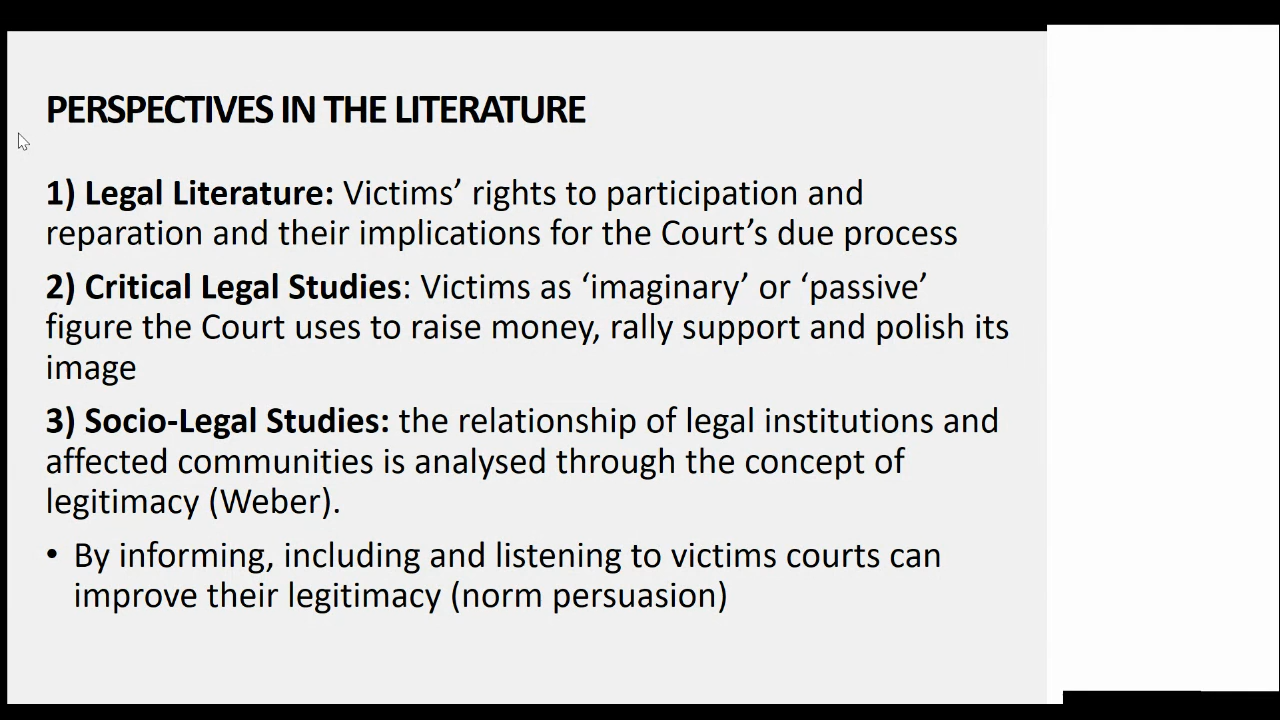 PERSPECTIVES IN THE LITERATURE
1) Legal Literature: Victims’ rights to participation and
reparation and their implications for the Court’s due process
2) Critical Legal Studies: Victims as ‘imaginary’ or ‘passive’
figure the Court uses to raise money, rally support and polish its
image
3) Socio-Legal Studies: the relationship of legal institutions and
affected communities is analysed through the concept of
legitimacy (Weber).
• By informing, including and listening to victims courts can
improve their legitimacy (norm persuasion)